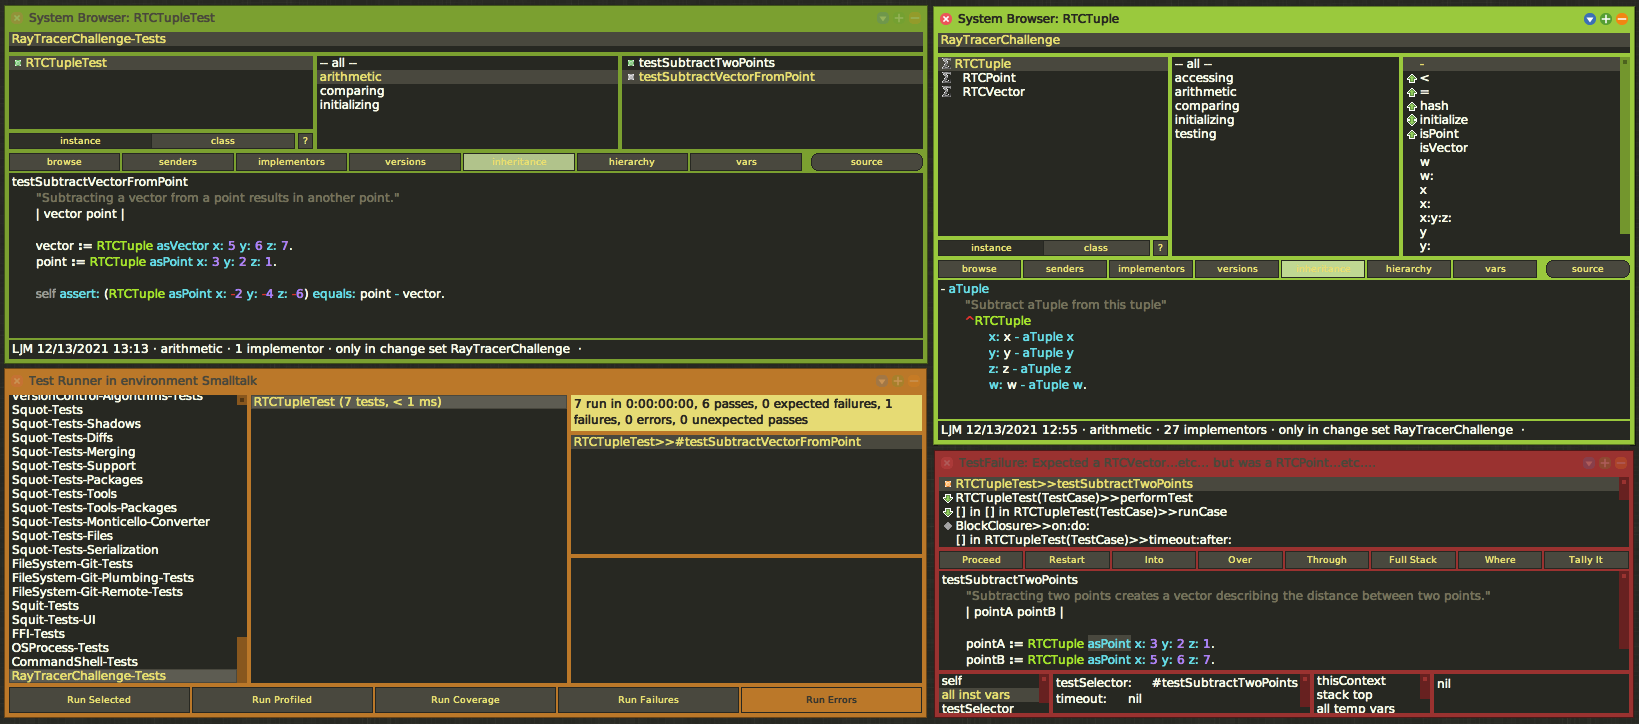 System Browser: RTCTupleTest
RayTracerChallenge-Tests
RTCTupleTest
-- all --
arithmetic
comparing
initializing
testSubtractTwoPoints
testSubtractVectorFromPoint
instance class ?
browse senders implementors versions inheritance hierarchy vars source
testSubtractVectorFromPoint
"Subtracting a vector from a point results in another point."
| vector point |
vector := RTCTuple asVector x: 5 y: 6 z: 7.
point := RTCTuple asPoint x: 3 y: 2 z: 1.
self assert: (RTCTuple asPoint x: -2 y: -4 z: -6) equals: point - vector.
LJM 12/13/2021 13:13 · arithmetic · 1 implementor · only in change set RayTracerChallenge ·
System Browser: RTCTuple
RayTracerChallenge
RTCTuple
RTCPoint
RTCVector
-- all --
accessing
arithmetic
comparing
initializing
testing
-
<
=
hash
initialize
isPoint
isVector
w
w:
x
x:
x:y:z:
y
y:
instance class ?
browse senders implementors versions inheritance hierarchy vars source
- aTuple
"Subtract aTuple from this tuple"
^RTCTuple
x: x - aTuple x
y: y - aTuple y
z: z - aTuple z
w: w - aTuple w.
LJM 12/13/2021 12:55 · arithmetic · 27 implementors · only in change set RayTracerChallenge ·
Test Runner in environment Smalltalk
VersionControl-Algorithms-Tests
Squot-Tests
Squot-Tests-Shadows
Squot-Tests-Diffs
Squot-Tests-Merging
Squot-Tests-Support
Squot-Tests-Packages
Squot-Tests-Tools
Squot-Tests-Tools-Packages
Squot-Tests-Monticello-Converter
Squot-Tests-Files
Squot-Tests-Serialization
FileSystem-Git-Tests
FileSystem-Git-Plumbing-Tests
FileSystem-Git-Remote-Tests
Squit-Tests
Squit-Tests-UI
FFI-Tests
OSProcess-Tests
CommandShell-Tests
RayTracerChallenge-Tests
RTCTupleTest (7 tests, < 1 ms)
7 run in 0:00:00:00, 6 passes, 0 expected failures, 1
failures, 0 errors, 0 unexpected passes
RTCTupleTest>>#testSubtractVectorFromPoint
Run Selected Run Profiled Run Coverage Run Failures Run Errors
TestFailure: Expected a RTCVector...etc... but was a RTCPoint...etc....
RTCTupleTest>>testSubtractTwoPoints
RTCTupleTest(TestCase)>>performTest
[] in [] in RTCTupleTest(TestCase)>>runCase
BlockClosure>>on:do:
[] in RTCTupleTest(TestCase)>>timeout:after:
Proceed Restart Into Over Through Full Stack Where Tally It
testSubtractTwoPoints
"Subtracting two points creates a vector describing the distance between two points."
| pointA pointB |
pointA := RTCTuple asPoint x: 3 y: 2 z: 1.
pointB := RTCTuple asPoint x: 5 y: 6 z: 7.
self
all inst vars
testSelector
testSelector: #testSubtractTwoPoints
timeout: nil
thisContext
stack top
all temp vars
nil